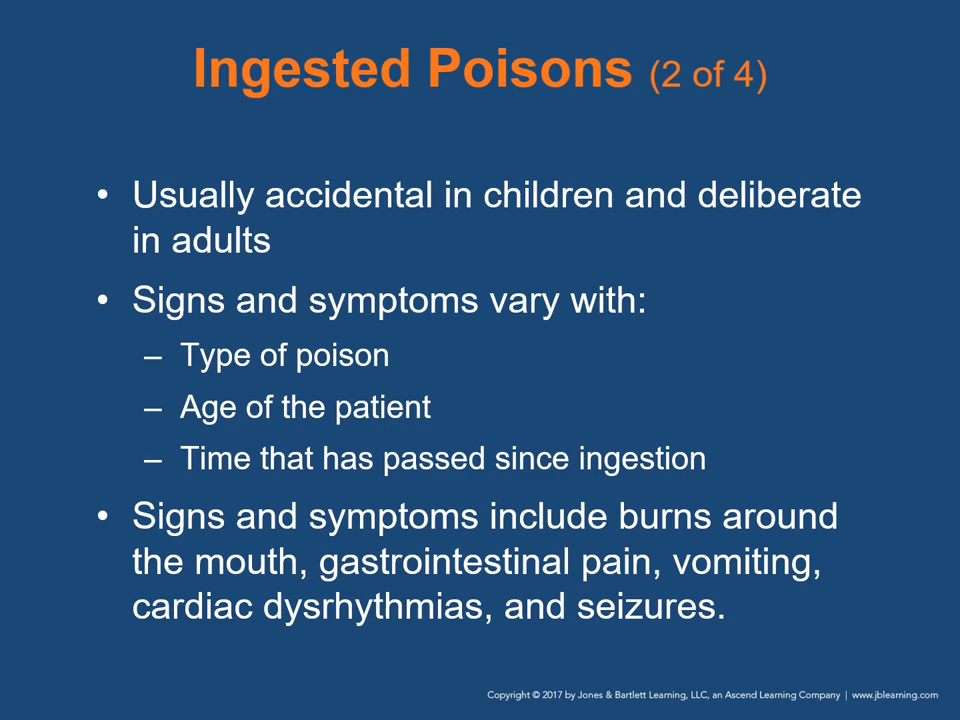 Ingested Poisons (2 of 4)
• Usually accidental in children and deliberate
in adults
• Signs and symptoms vary with:
– Type of poison
– Age of the patient
– Time that has passed since ingestion
• Signs and symptoms include burns around
the mouth, gastrointestinal pain, vomiting,
cardiac dysrhythmias, and seizures.
Copyright © 2017 by Jones & Bartlett Learning, LLC, an Ascend Learning Company | www.jblearning.com